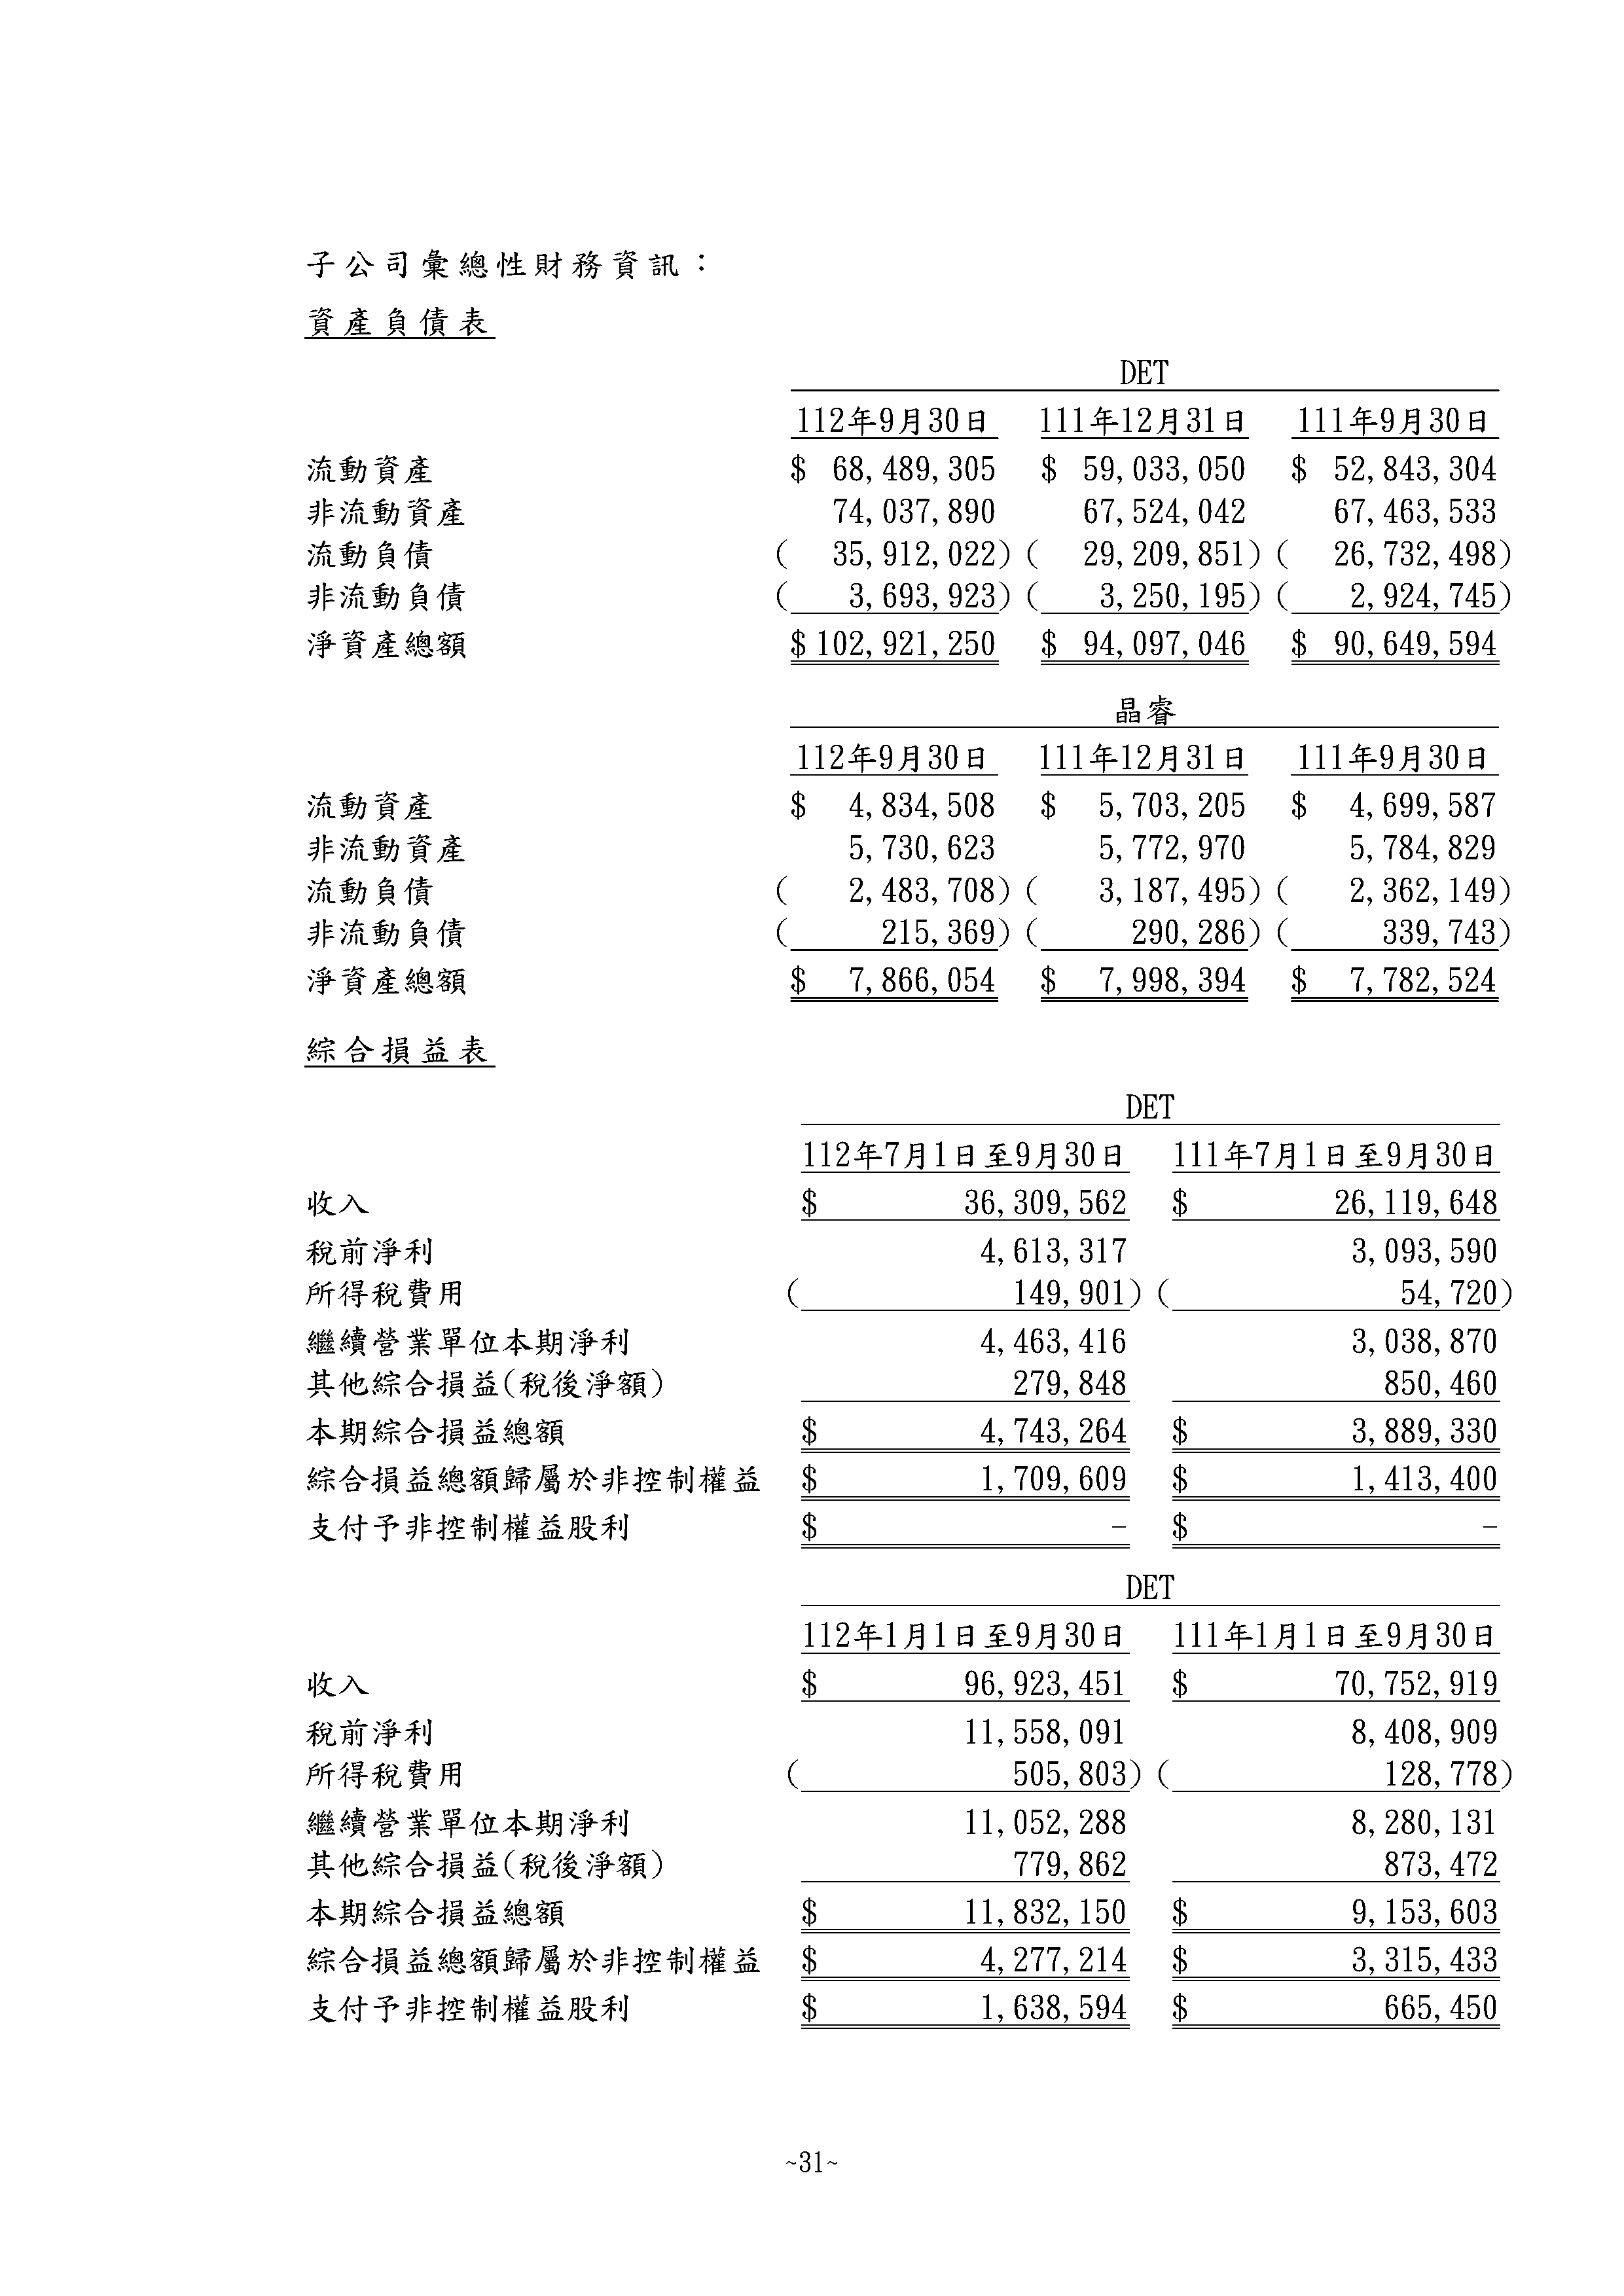 子公司彙總性財務資訊：
資產負債表
DET
112年9月30日 111年12月31日 111年9月30日
流動資產 $ 68,489,305 $ 59,033,050 $ 52,843,304
非流動資產 74,037,890 67,524,042 67,463,533
流動負債 ( 35,912,022) ( 29,209,851) ( 26,732,498)
非流動負債 ( 3,693,923) ( 3,250,195) ( 2,924,745)
淨資產總額 $ 102,921,250 $ 94,097,046 $ 90,649,594
晶睿
112年9月30日 111年12月31日 111年9月30日
流動資產 $ 4,834,508 $ 5,703,205 $ 4,699,587
非流動資產 5,730,623 5,772,970 5,784,829
流動負債 ( 2,483,708) ( 3,187,495) ( 2,362,149)
非流動負債 ( 215,369) ( 290,286) ( 339,743)
淨資產總額 $ 7,866,054 $ 7,998,394 $ 7,782,524
綜合損益表
DET
112年7月1日至9月30日 111年7月1日至9月30日
收入 $ 36,309,562 $ 26,119,648
稅前淨利 4,613,317 3,093,590
所得稅費用 ( 149,901) ( 54,720)
繼續營業單位本期淨利 4,463,416 3,038,870
其他綜合損益(稅後淨額) 279,848 850,460
本期綜合損益總額 $ 4,743,264 $ 3,889,330
綜合損益總額歸屬於非控制權益 $ 1,709,609 $ 1,413,400
支付予非控制權益股利 $ - $ -
DET
112年1月1日至9月30日 111年1月1日至9月30日
收入 $ 96,923,451 $ 70,752,919
稅前淨利 11,558,091 8,408,909
所得稅費用 ( 505,803) ( 128,778)
繼續營業單位本期淨利 11,052,288 8,280,131
其他綜合損益(稅後淨額) 779,862 873,472
本期綜合損益總額 $ 11,832,150 $ 9,153,603
綜合損益總額歸屬於非控制權益 $ 4,277,214 $ 3,315,433
支付予非控制權益股利 $ 1,638,594 $ 665,450
~31~